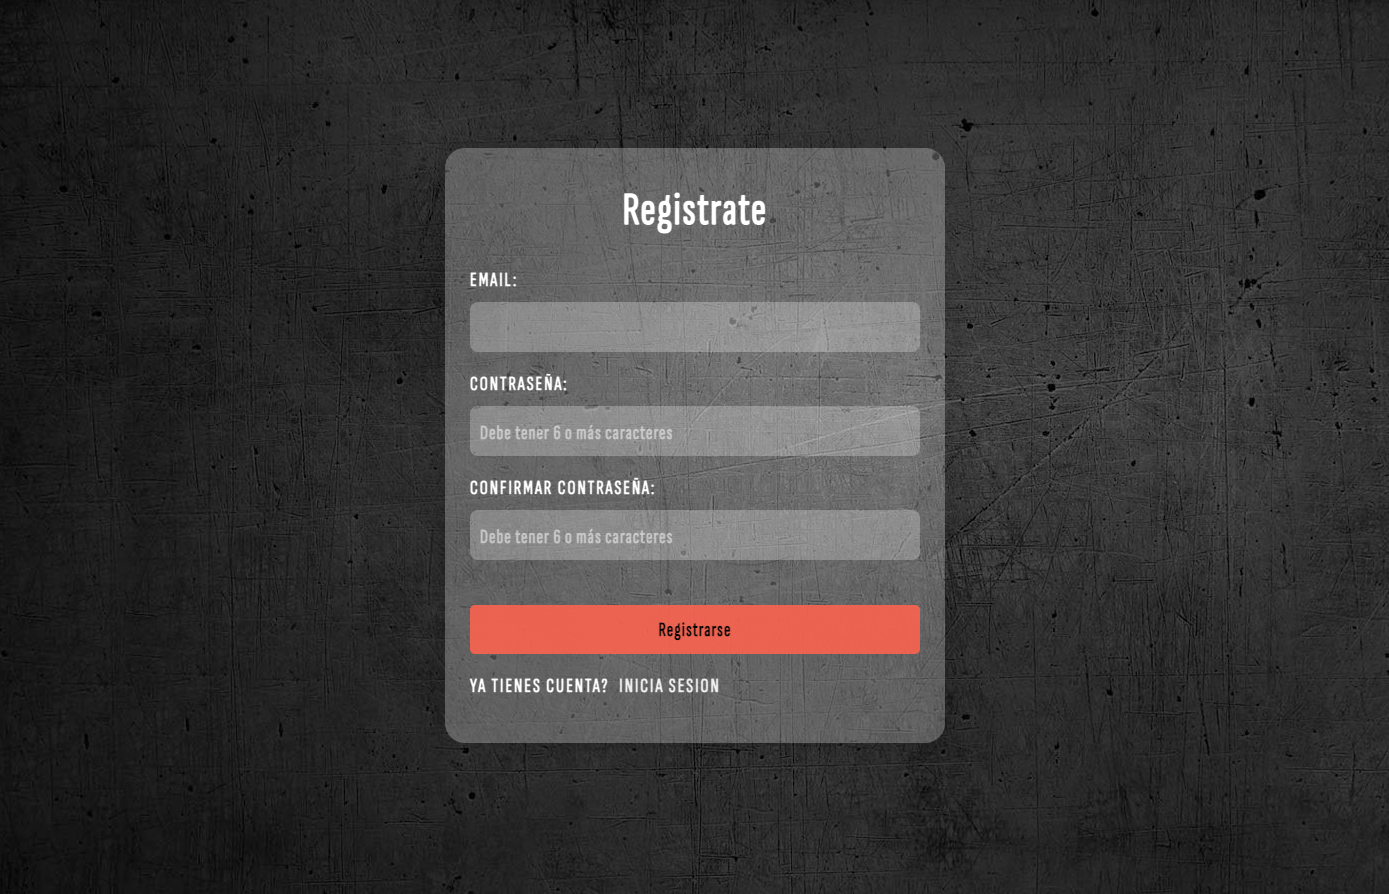 Registrate
EMAIL:
CONTRASEÑA:
Debe tener 6 o más caracteres
CONFIRMAR CONTRASEÑA:
Debe tener 6 o más caracteres
Registrarse
YA TIENES CUENTA? INICIA SESION